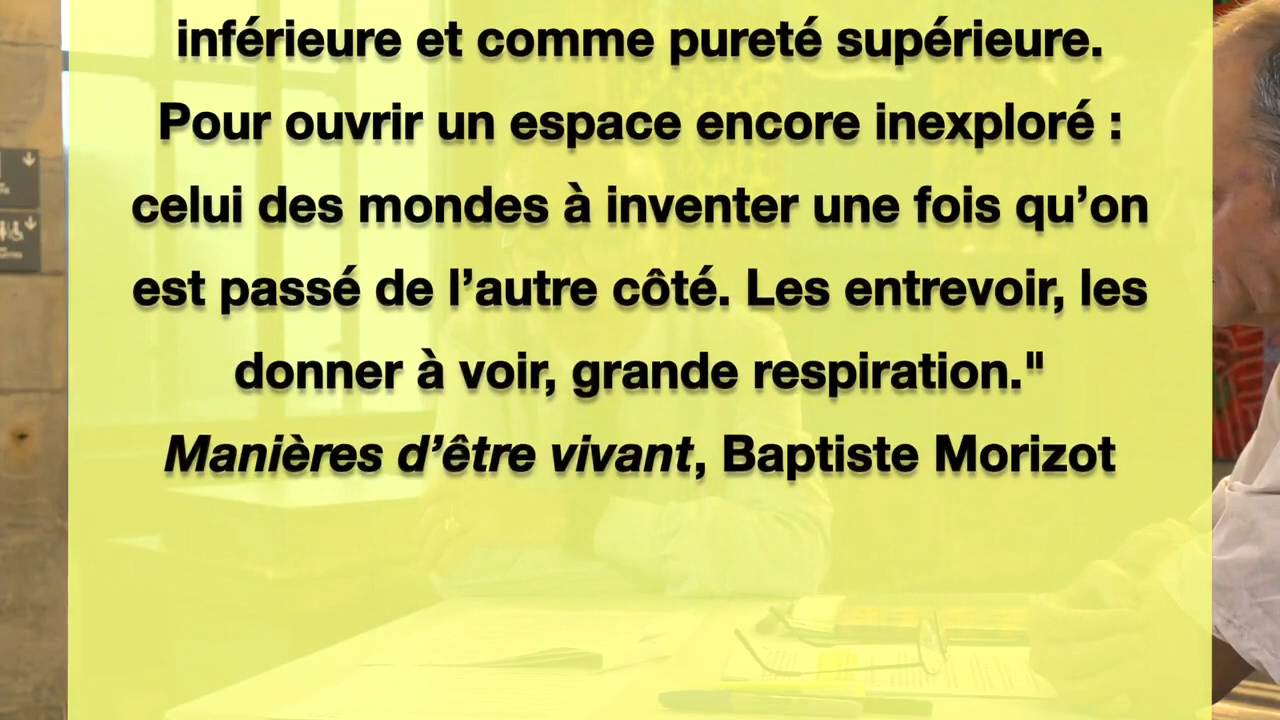 inférieure et comme pureté supérieure.
Pour ouvrir un espace encore inexploré :
celui des mondes à inventer une fois qu’on
est passé de l’autre côté. Les entrevoir, les
donner à voir, grande respiration."
Manières d’être vivant, Baptiste Morizot